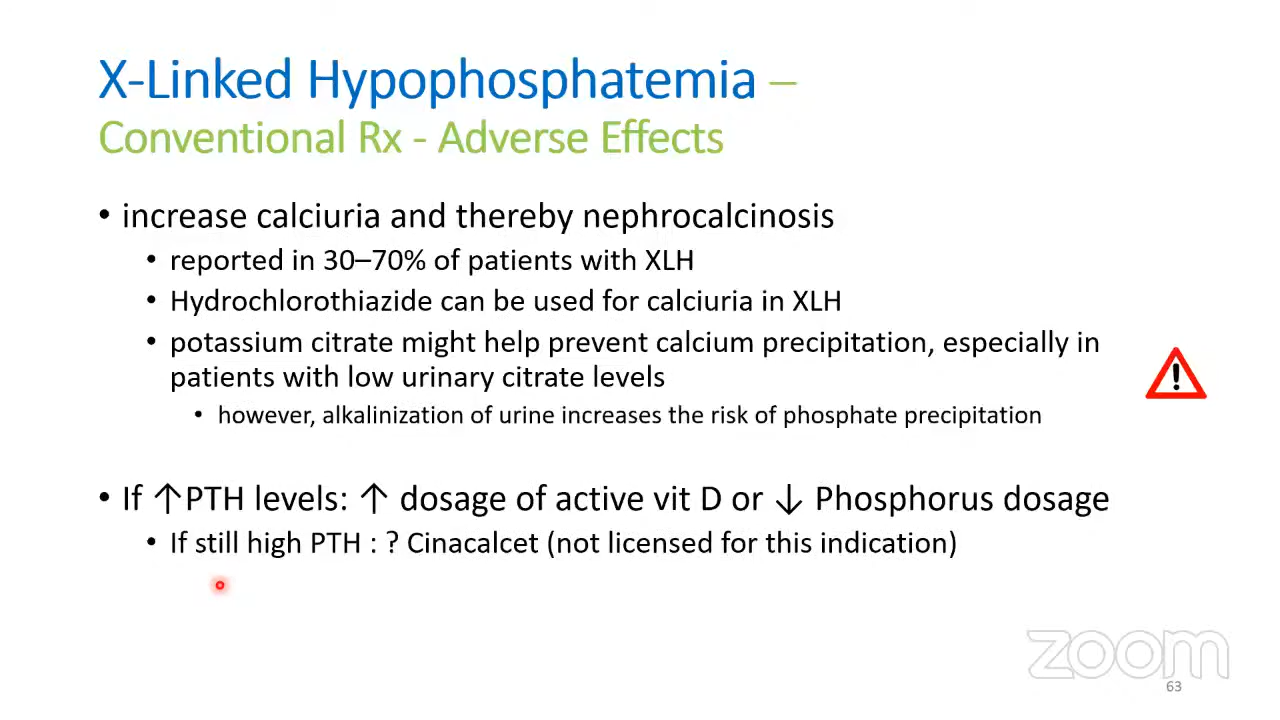 X-Linked Hypophosphatemia –
Conventional Rx - Adverse Effects
• increase calciuria and thereby nephrocalcinosis
• reported in 30–70% of patients with XLH
• Hydrochlorothiazide can be used for calciuria in XLH
• potassium citrate might help prevent calcium precipitation, especially in
patients with low urinary citrate levels
• however, alkalinization of urine increases the risk of phosphate precipitation
• If ↑PTH levels: ↑ dosage of active vit D or ↓ Phosphorus dosage
• If still high PTH : ? Cinacalcet (not licensed for this indication)
zoom
63